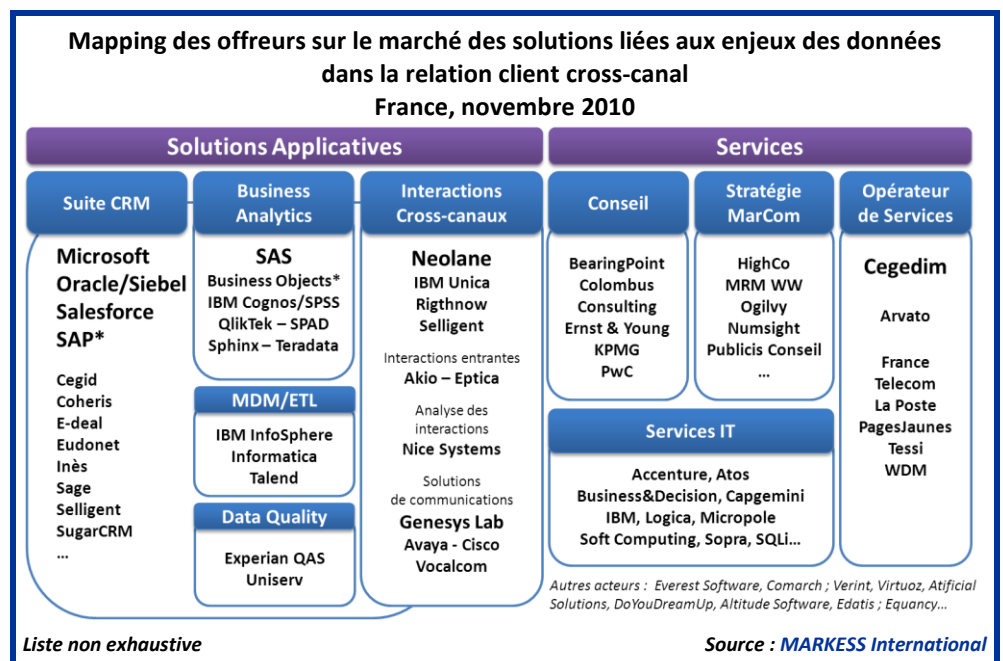 Mapping des offreurs sur le marché des solutions liées aux enjeux des données
dans la relation client cross-canal
France, novembre 2010
Solutions Applicatives
Services
Suite CRM
Microsoft
Oracle/Siebel
Salesforce
SAP*
Cegid
Coheris
E-deal
Eudonet
Inès
Sage
Selligent
SugarCRM
…
Business
Analytics
SAS
Business Objects*
IBM Cognos/SPSS
QlikTek – SPAD
Sphinx – Teradata
MDM/ETL
IBM InfoSphere
Informatica
Talend
Data Quality
Experian QAS
Uniserv
Interactions
Cross-canaux
Neolane
IBM Unica
Rigthnow
Selligent
Interactions entrantes
Akio – Eptica
Analyse des
interactions
Nice Systems
Solutions
de communications
Genesys Lab
Avaya - Cisco
Vocalcom
Conseil
BearingPoint
Colombus
Consulting
Ernst & Young
KPMG
PwC
Stratégie
MarCom
HighCo
MRM WW
Ogilvy
Numsight
Publicis Conseil
…
Services IT
Accenture, Atos
Business&Decision, Capgemini
IBM, Logica, Micropole
Soft Computing, Sopra, SQLi…
Opérateur
de Services
Cegedim
Arvato
France
Telecom
La Poste
PagesJaunes
Tessi
WDM
Autres acteurs : Everest Software, Comarch ; Verint, Virtuoz, Atificial
Solutions, DoYouDreamUp, Altitude Software, Edatis ; Equancy…
Liste non exhaustive
Source : MARKESS International